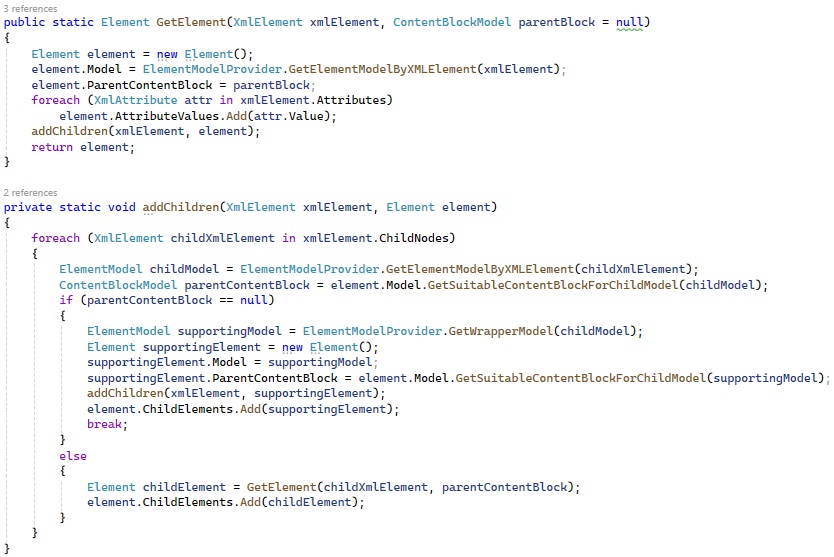 3 references
public static Element GetElement(XmlElement xmlElement, ContentBlockModel parentBlock = null)
{
    Element element = new Element();
    element.Model = ElementModelProvider.GetElementModelByXMLElement(xmlElement);
    element.ParentContentBlock = parentBlock;
    foreach (XmlAttribute attr in xmlElement.Attributes)
        element.AttributeValues.Add(attr.Value);
    addChildren(xmlElement, element);
    return element;
}
2 references
private static void addChildren(XmlElement xmlElement, Element element)
{
    foreach (XmlElement childXmlElement in xmlElement.ChildNodes)
    {
        ElementModel childModel = ElementModelProvider.GetElementModelByXMLElement(childXmlElement);
        ContentBlockModel parentContentBlock = element.Model.GetSuitableContentBlockForChildModel(childModel);
        if (parentContentBlock == null)
        {
            ElementModel supportingModel = ElementModelProvider.GetWrapperModel(childModel);
            Element supportingElement = new Element();
            supportingElement.Model = supportingModel;
            supportingElement.ParentContentBlock = element.Model.GetSuitableContentBlockForChildModel(supportingModel);
            addChildren(xmlElement, supportingElement);
            element.ChildElements.Add(supportingElement);
            break;
        }
        else
        {
            Element childElement = GetElement(childXmlElement, parentContentBlock);
            element.ChildElements.Add(childElement);
        }
    }
}